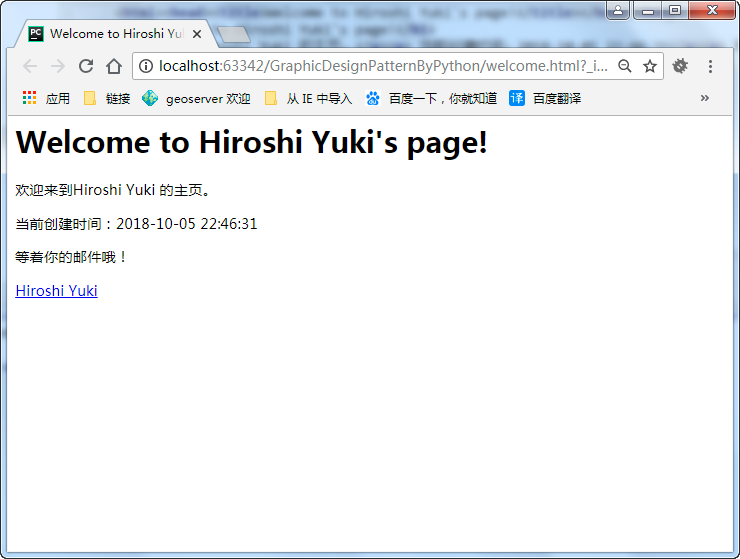 Welcome to Hiroshi Yul
localhost:63342/GraphicDesignPatternByPython/welcome.html?_i...
应用 链接 geoserver 欢迎 从 IE 中导入 百度一下，你就知道 译 百度翻译 »
Welcome to Hiroshi Yuki's page!
欢迎来到Hiroshi Yuki 的主页。
当前创建时间：2018-10-05 22:46:31
等着你的邮件哦！
Hiroshi Yuki